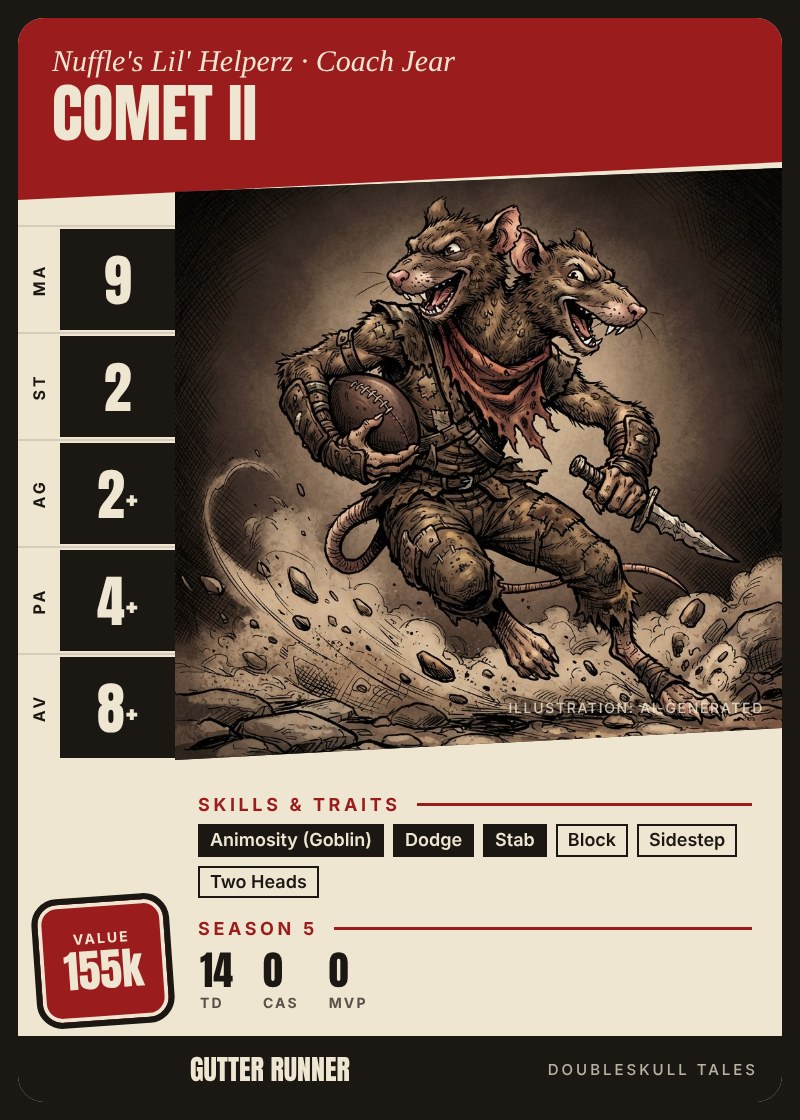 Nuffle's Lil' Helperz · Coach Jear
COMET II
MA
9
ST
2
AG
2+
PA
4+
AV
8+
ILLUSTRATION: AI-GENERATED
SKILLS & TRAITS
Animosity (Goblin) Dodge Stab Block Sidestep
Two Heads
VALUE
155k
SEASON 5
14 0 0
TD CAS MVP
GUTTER RUNNER
DOUBLESKULL TALES